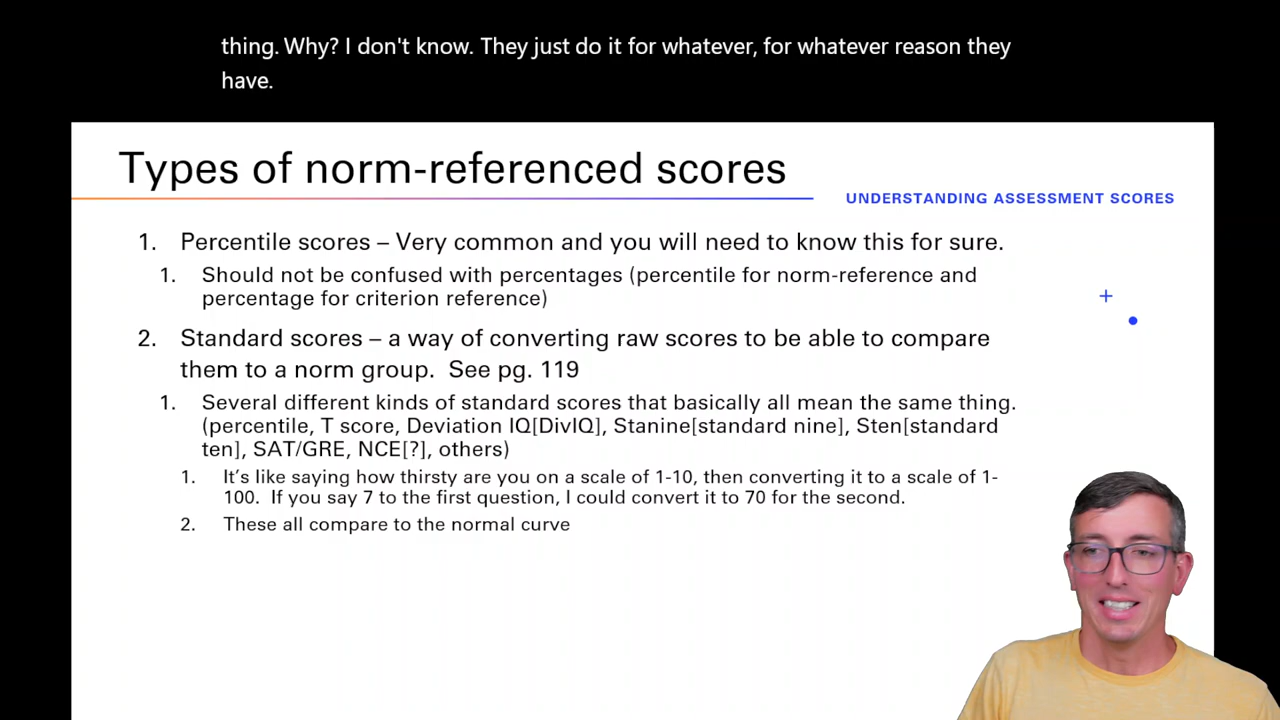 thing. Why? I don't know. They just do it for whatever, for whatever reason they
have.
Types of norm-referenced scores
UNDERSTANDING ASSESSMENT SCORES
1. Percentile scores – Very common and you will need to know this for sure.
1. Should not be confused with percentages (percentile for norm-reference and
percentage for criterion reference)
2. Standard scores – a way of converting raw scores to be able to compare
them to a norm group.  See pg. 119
1. Several different kinds of standard scores that basically all mean the same thing.
(percentile, T score, Deviation IQ[DivIQ], Stanine[standard nine], Sten[standard
ten], SAT/GRE, NCE[?], others)
1. It's like saying how thirsty are you on a scale of 1-10, then converting it to a scale of 1-
100.  If you say 7 to the first question, I could convert it to 70 for the second.
2. These all compare to the normal curve